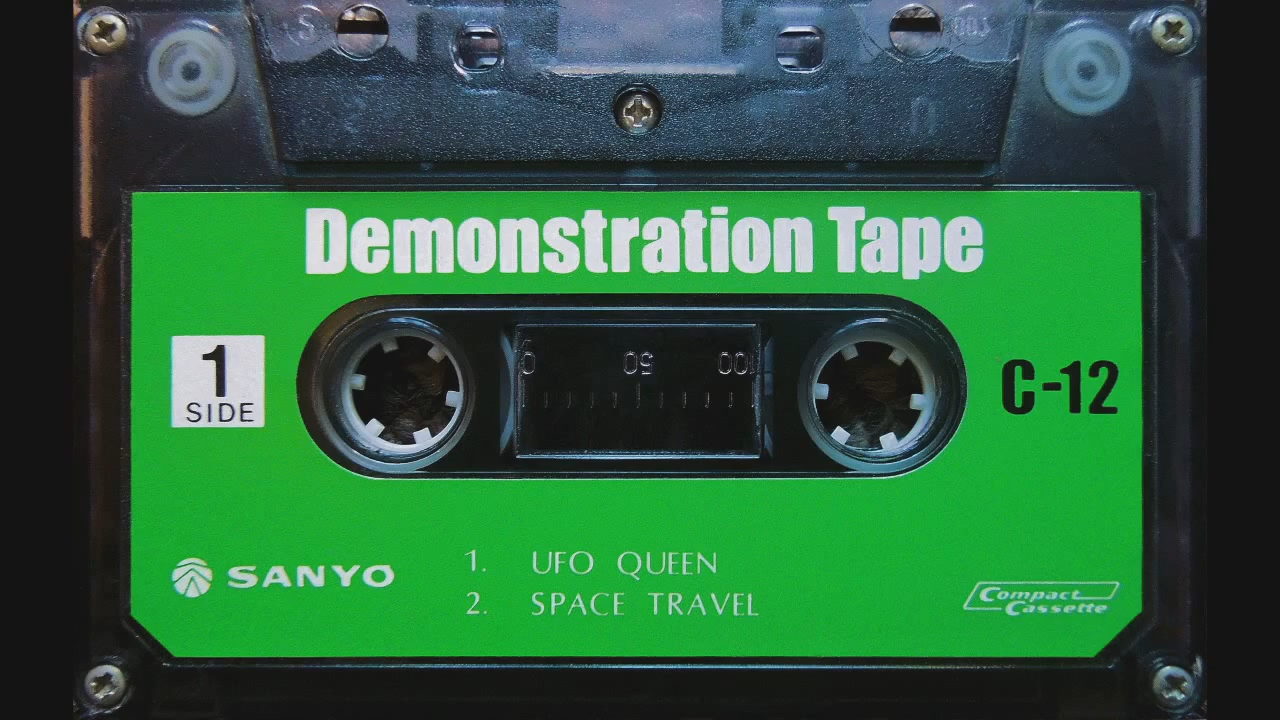 Demonstration Tape
1
SIDE
0 50 100
C-12
SANYO
1. UFO QUEEN
2. SPACE TRAVEL
Compact
Cassette